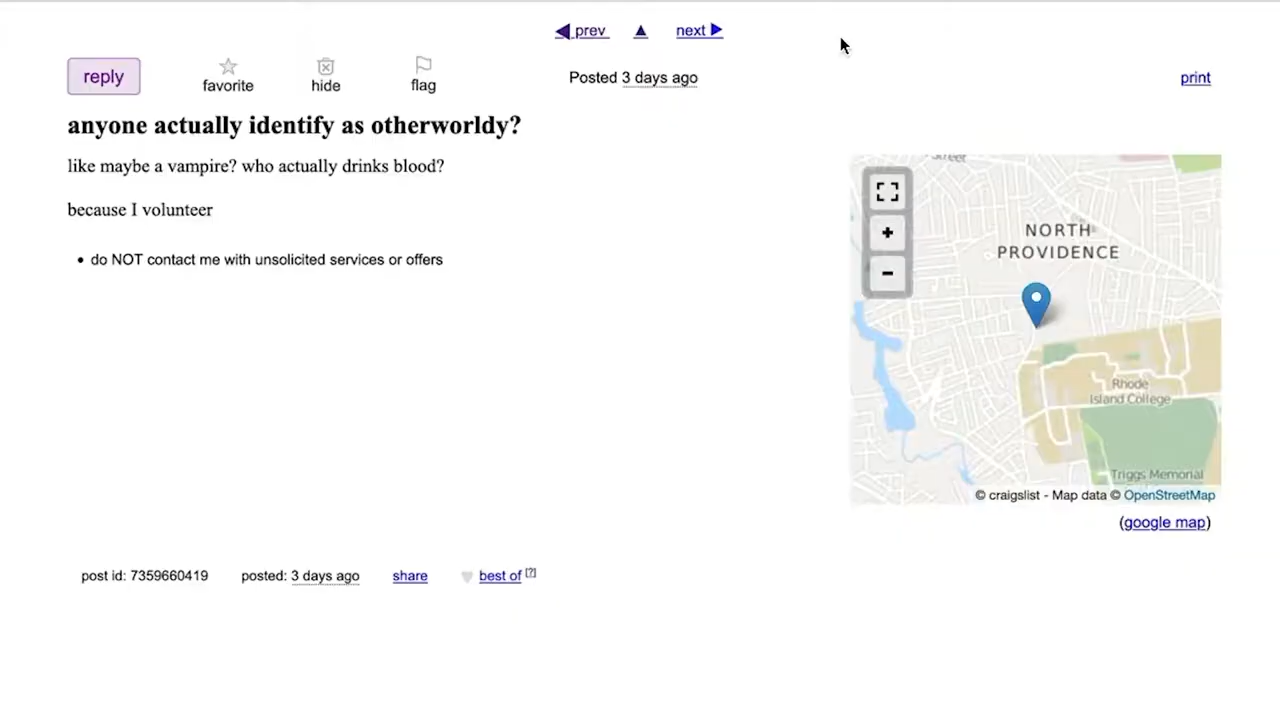 ◀ prev ▲ next ▶
reply
favorite
hide
flag
Posted 3 days ago
print
anyone actually identify as otherworldy?
like maybe a vampire? who actually drinks blood?
because I volunteer
• do NOT contact me with unsolicited services or offers
Street
+
NORTH
PROVIDENCE
−
Rhode
Island College
Triggs Memorial
© craigslist - Map data © OpenStreetMap
(google map)
post id: 7359660419 posted: 3 days ago share best of [?]